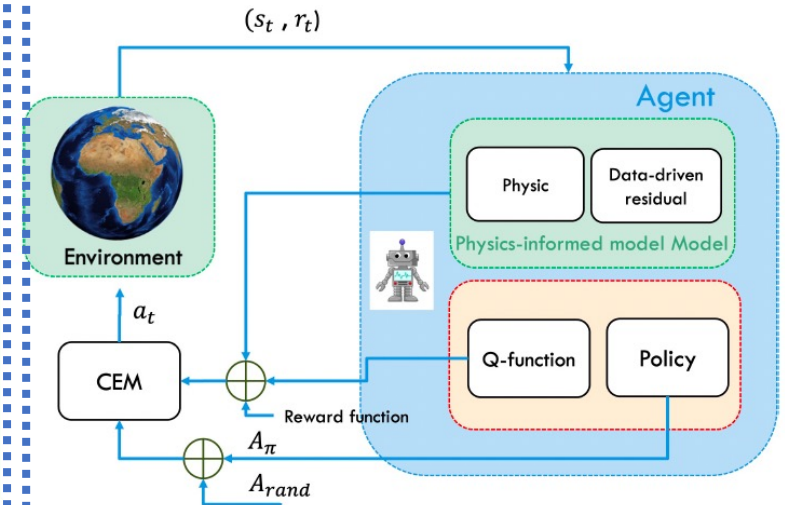 (s_t , r_t)
Agent
Physic
Data-driven
residual
Physics-informed model Model
Environment
a_t
Q-function
Policy
CEM
Reward function
A_π
A_rand